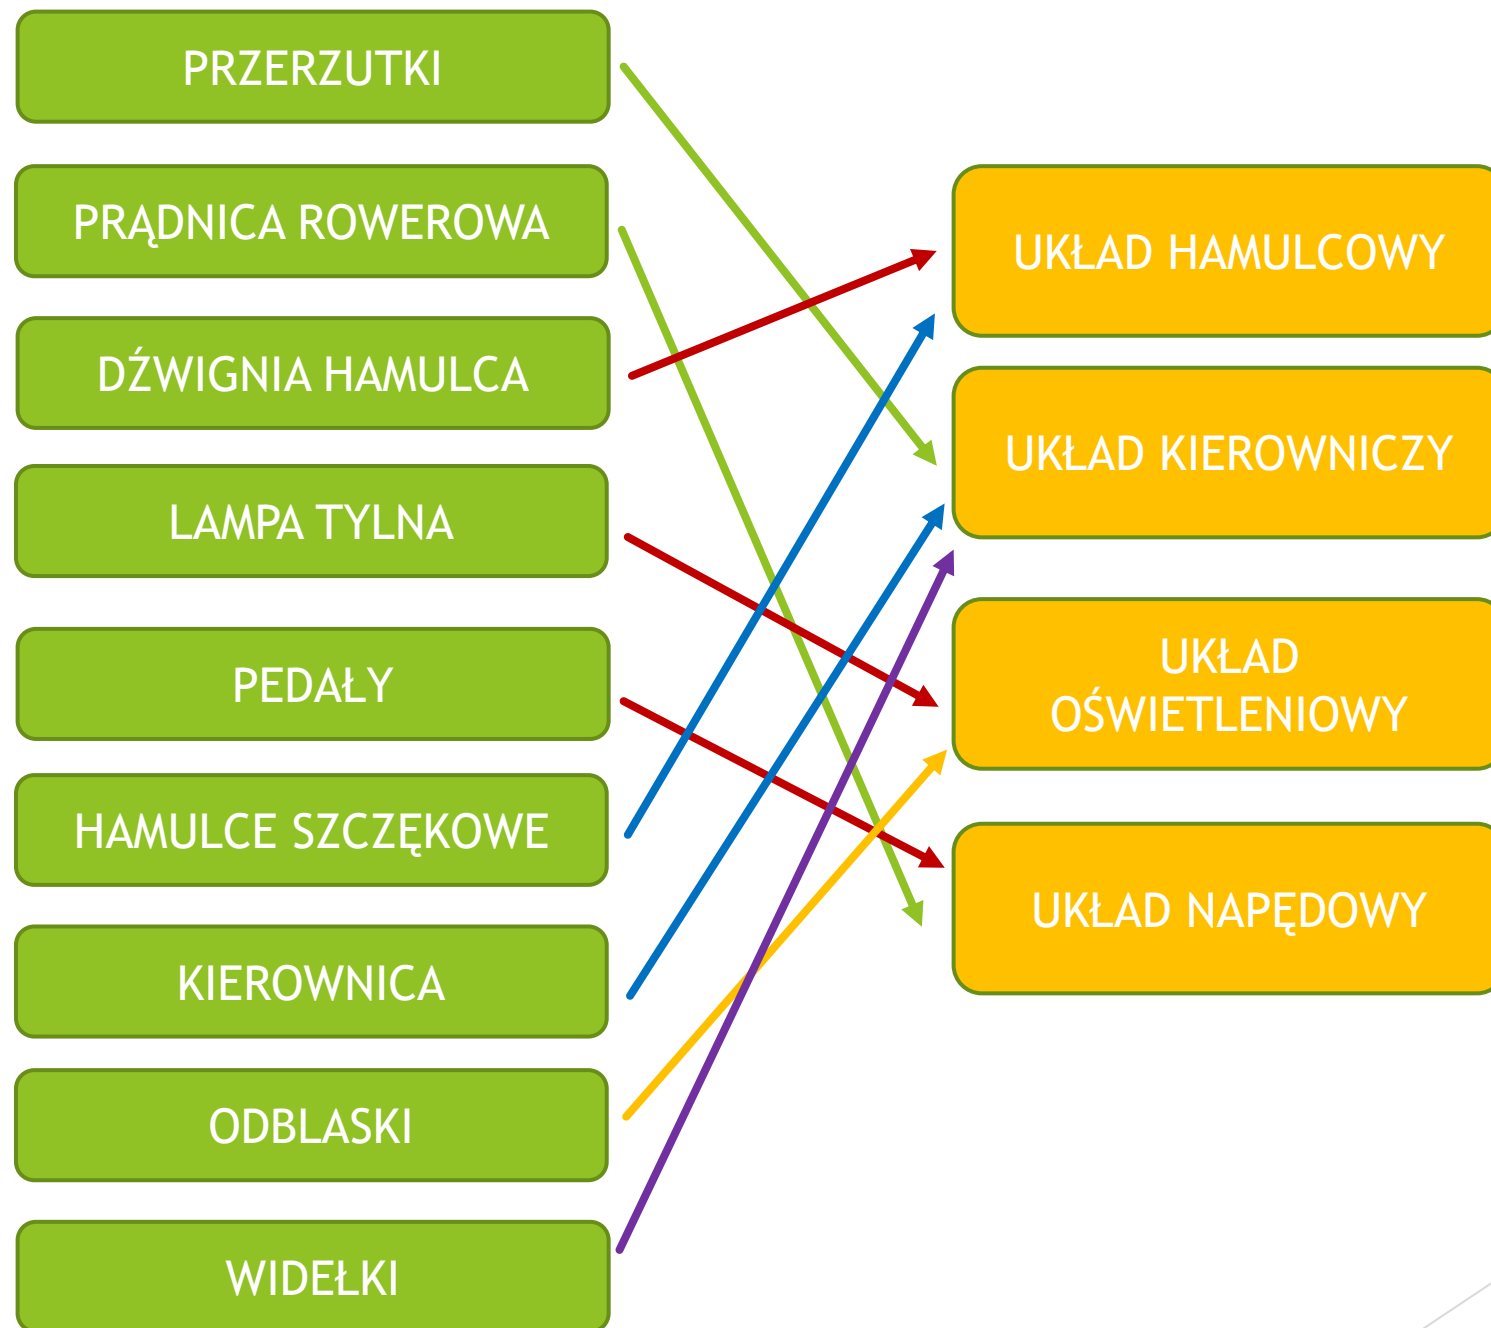 PRZERZUTKI
PRĄDNICA ROWEROWA
DŹWIGNIA HAMULCA
LAMPA TYLNA
PEDAŁY
HAMULCE SZCZĘKOWE
KIEROWNICA
ODBLASKI
WIDEŁKI
UKŁAD HAMULCOWY
UKŁAD KIEROWNICZY
UKŁAD
OŚWIETLENIOWY
UKŁAD NAPĘDOWY